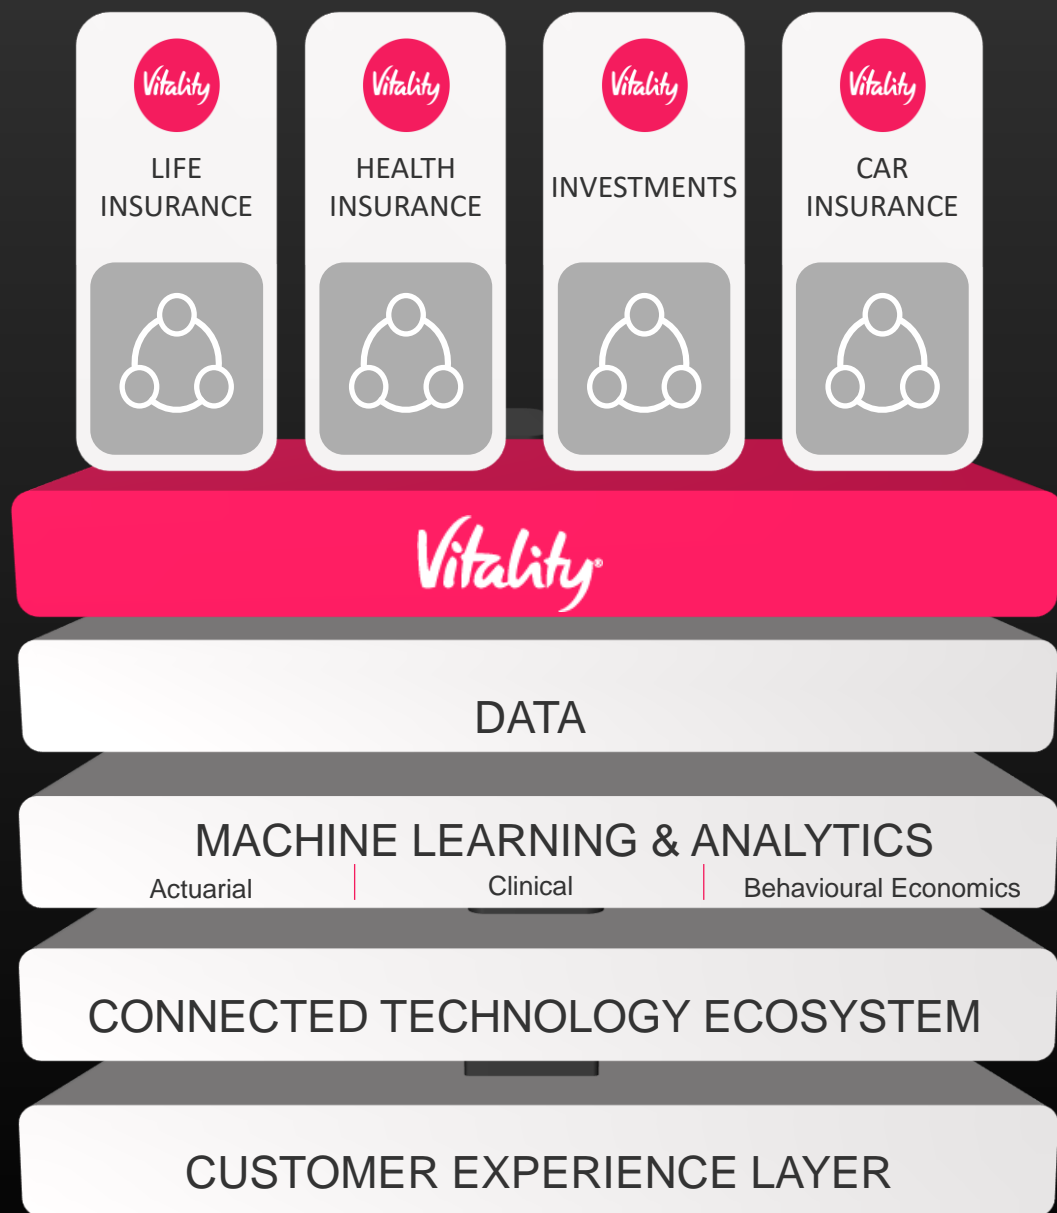 Vitality
LIFE
INSURANCE
Vitality
HEALTH
INSURANCE
Vitality
INVESTMENTS
Vitality
CAR
INSURANCE
Vitality®
DATA
MACHINE LEARNING & ANALYTICS
Actuarial
Clinical
Behavioural Economics
CONNECTED TECHNOLOGY ECOSYSTEM
CUSTOMER EXPERIENCE LAYER